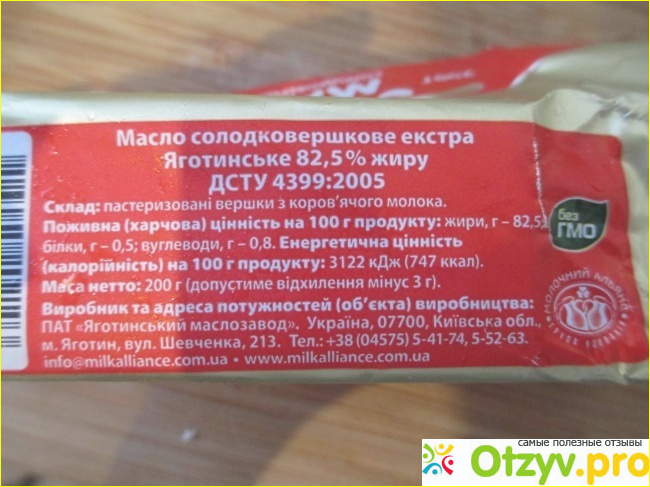 Масло солодковершкове екстра
Яготинське 82,5% жиру
ДСТУ 4399:2005
Склад: пастеризовані вершки з коров’ячого молока.
Поживна (харчова) цінність на 100 г продукту: жири, г – 82,5;
білки, г – 0,5; вуглеводи, г – 0,8. Енергетична цінність
(калорійність) на 100 г продукту: 3122 кДж (747 ккал).
Маса нетто: 200 г (допустиме відхилення мінус 3 г).
Виробник та адреса потужностей (об’єкта) виробництва:
ПАТ «Яготинський маслозавод». Україна, 07700, Київська обл.,
м. Яготин, вул. Шевченка, 213. Тел.: +38 (04575) 5-41-74, 5-52-63.
info@milkalliance.com.ua • www.milkalliance.com.ua
без
ГМО
МОЛОЧНИЙ АЛЬЯНС
самые полезные отзывы
Otzyv.pro